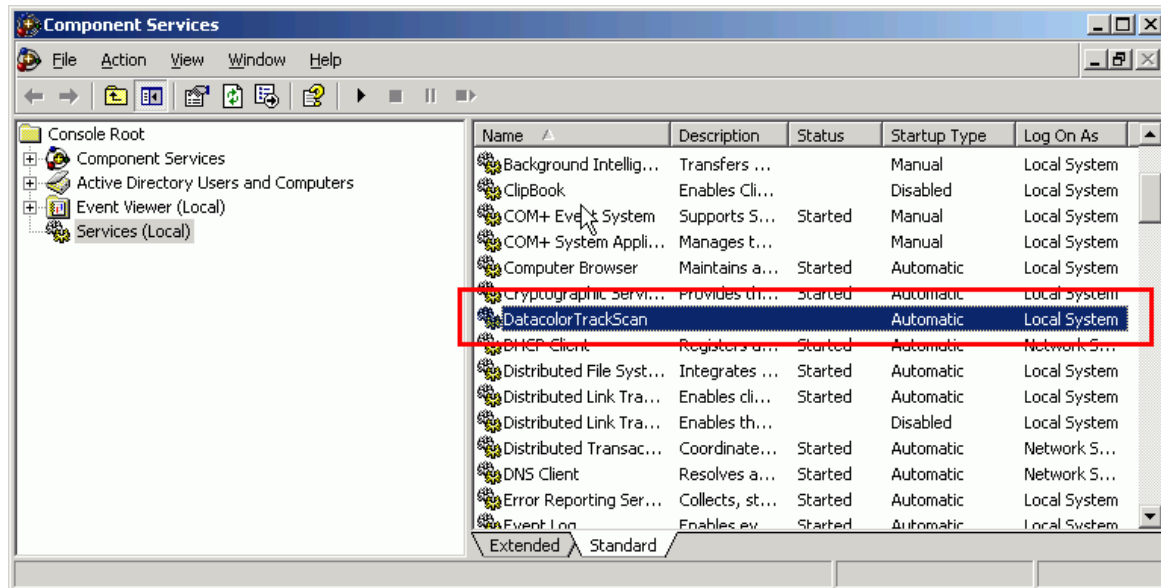 Component Services
File Action View Window Help
Console Root
Component Services
Active Directory Users and Computers
Event Viewer (Local)
Services (Local)
Name Description Status Startup Type Log On As
Background Intellig... Transfers ... Manual Local System
ClipBook Enables Cli... Disabled Local System
COM+ Event System Supports S... Started Manual Local System
COM+ System Appli... Manages t... Manual Local System
Computer Browser Maintains a... Started Automatic Local System
Cryptographic Servi... Provides th... Started Automatic Local System
DatacolorTrackScan Automatic Local System
DHCP Client Registers a... Started Automatic Network S...
Distributed File Syst... Integrates ... Started Automatic Local System
Distributed Link Tra... Enables cli... Started Automatic Local System
Distributed Link Tra... Enables th... Disabled Local System
Distributed Transac... Coordinate... Started Automatic Network S...
DNS Client Resolves a... Started Automatic Network S...
Error Reporting Ser... Collects, st... Started Automatic Local System
Event Log Enables ev... Started Automatic Local System
Extended Standard